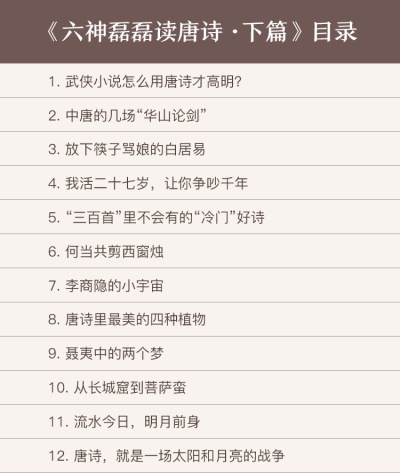 《六神磊磊读唐诗·下篇》目录
1. 武侠小说怎么用唐诗才高明？
2. 中唐的几场“华山论剑”
3. 放下筷子骂娘的白居易
4. 我活二十七岁，让你争吵千年
5. “三百首”里不会有的“冷门”好诗
6. 何当共剪西窗烛
7. 李商隐的小宇宙
8. 唐诗里最美的四种植物
9. 聂夷中的两个梦
10. 从长城窟到菩萨蛮
11. 流水今日，明月前身
12. 唐诗，就是一场太阳和月亮的战争